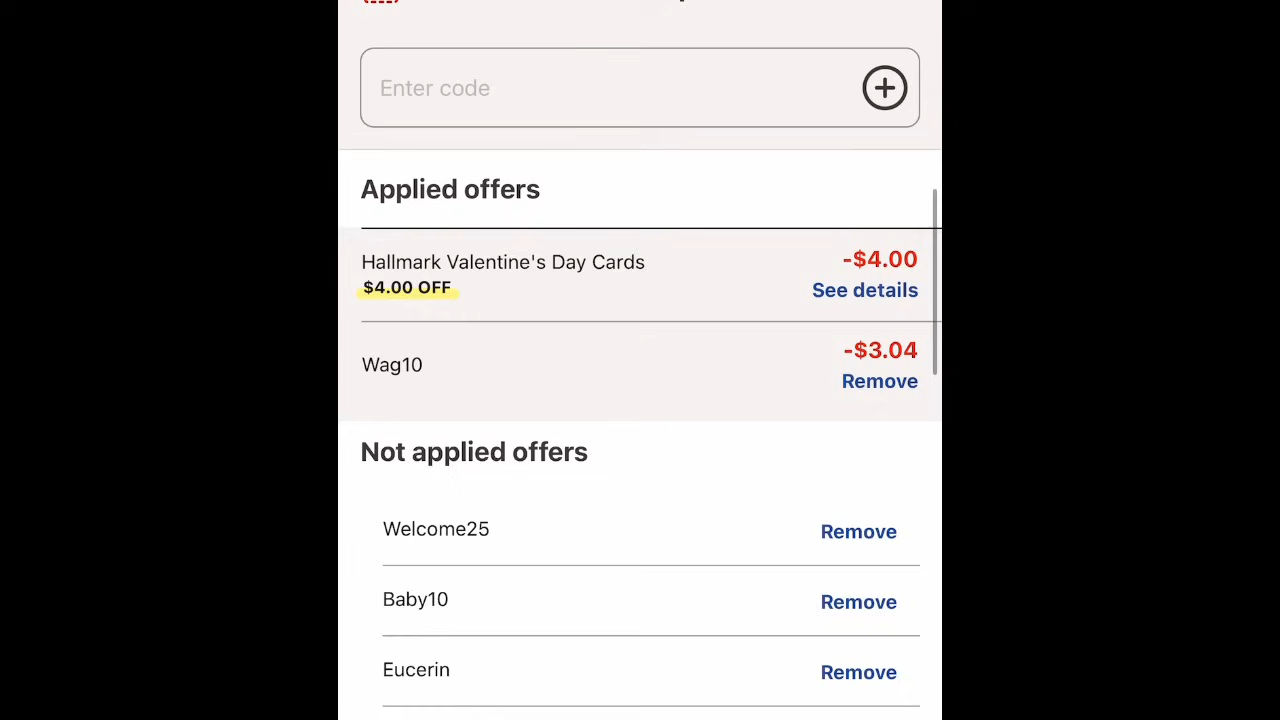 Enter code
Applied offers
Hallmark Valentine's Day Cards
-$4.00
$4.00 OFF
See details
Wag10
-$3.04
Remove
Not applied offers
Welcome25
Remove
Baby10
Remove
Eucerin
Remove